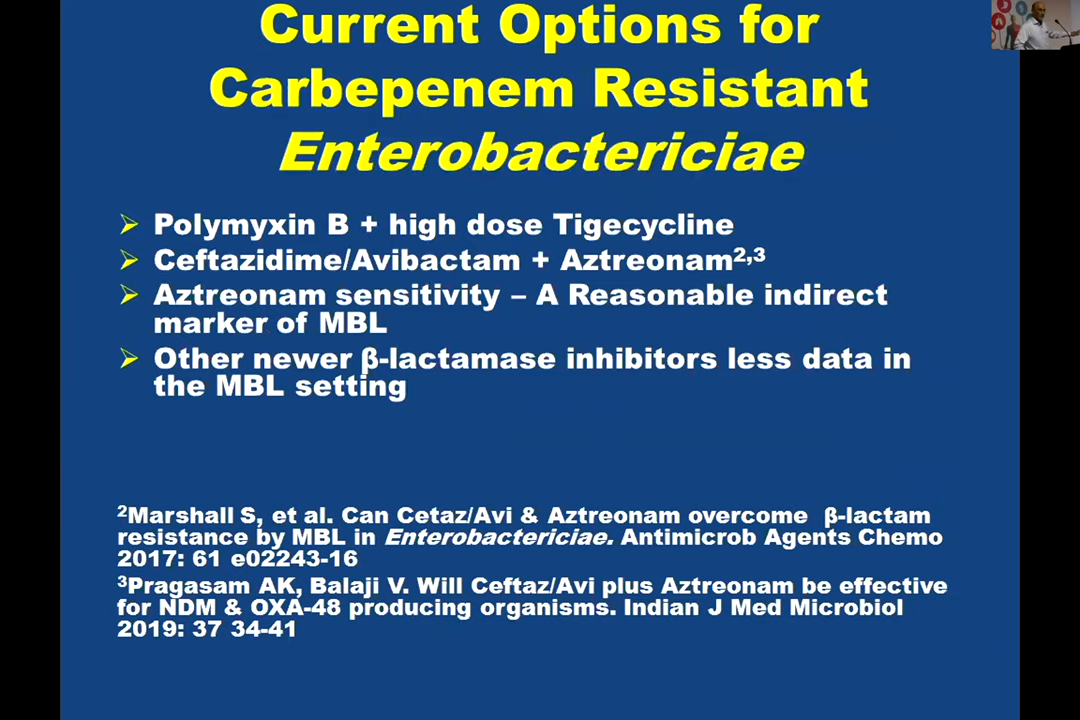 Current Options for
Carbepenem Resistant
Enterobactericiae
➢ Polymyxin B + high dose Tigecycline
➢ Ceftazidime/Avibactam + Aztreonam²,³
➢ Aztreonam sensitivity – A Reasonable indirect
marker of MBL
➢ Other newer β-lactamase inhibitors less data in
the MBL setting
²Marshall S, et al. Can Cetaz/Avi & Aztreonam overcome β-lactam
resistance by MBL in Enterobactericiae. Antimicrob Agents Chemo
2017: 61 e02243-16
³Pragasam AK, Balaji V. Will Ceftaz/Avi plus Aztreonam be effective
for NDM & OXA-48 producing organisms. Indian J Med Microbiol
2019: 37 34-41